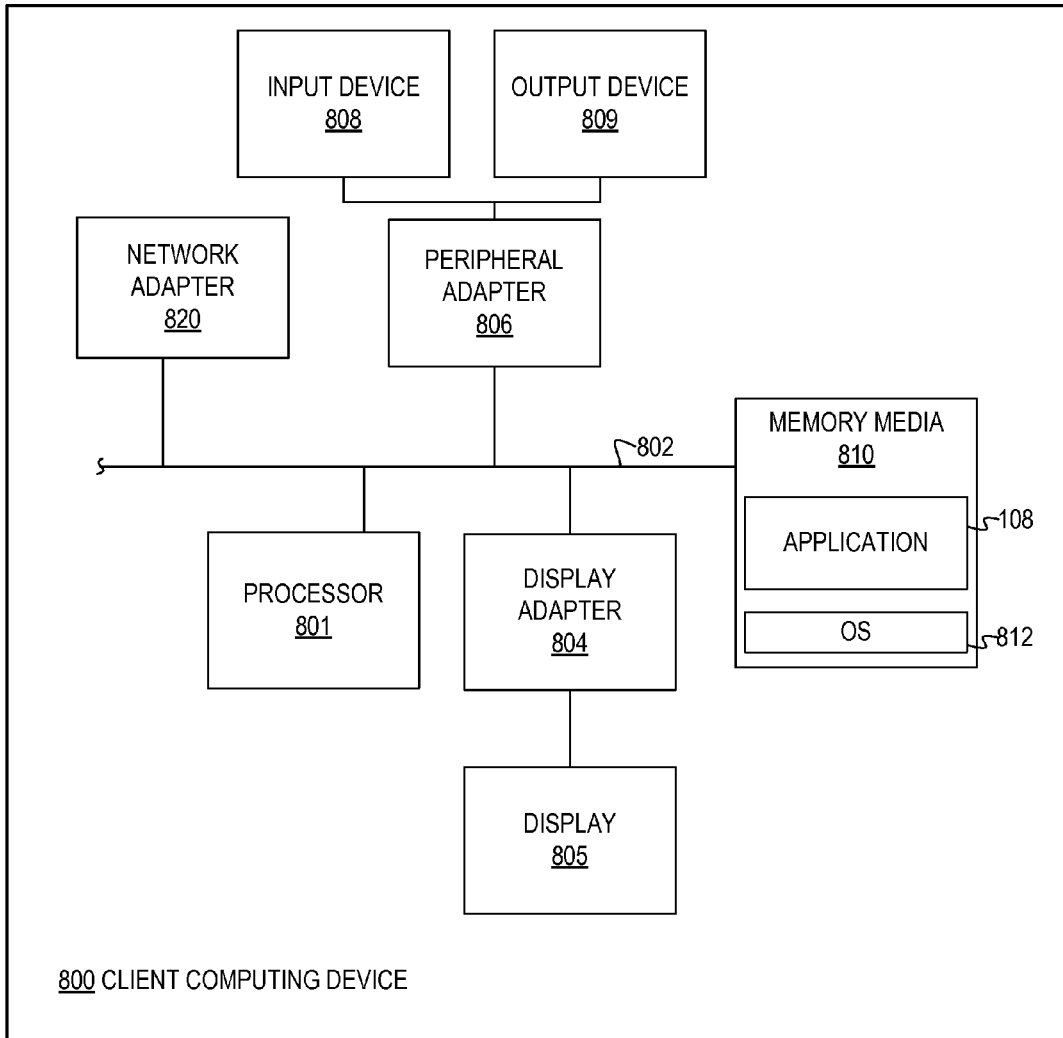 INPUT DEVICE
808
OUTPUT DEVICE
809
NETWORK
ADAPTER
820
PERIPHERAL
ADAPTER
806
802
MEMORY MEDIA
810
APPLICATION
108
OS
812
PROCESSOR
801
DISPLAY
ADAPTER
804
DISPLAY
805
800 CLIENT COMPUTING DEVICE